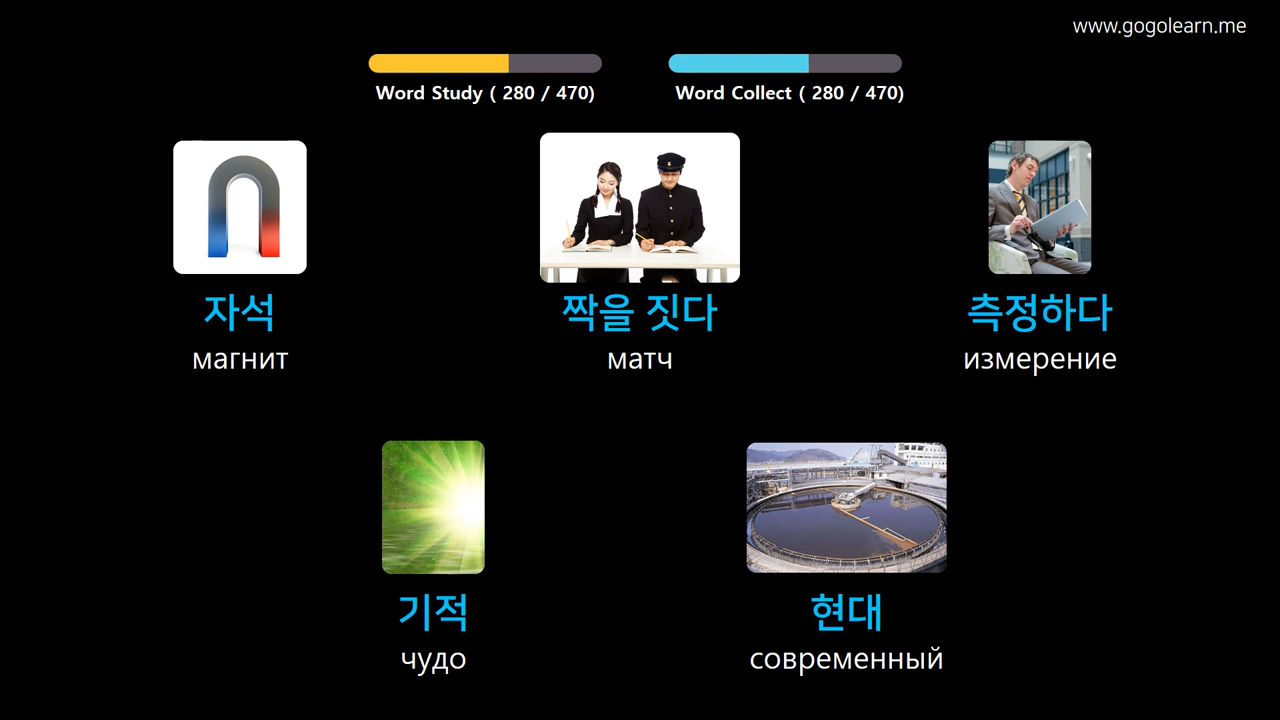 www.gogolearn.me
Word Study ( 280 / 470)
Word Collect ( 280 / 470)
자석
магнит
짝을 짓다
матч
측정하다
измерение
기적
чудо
현대
современный